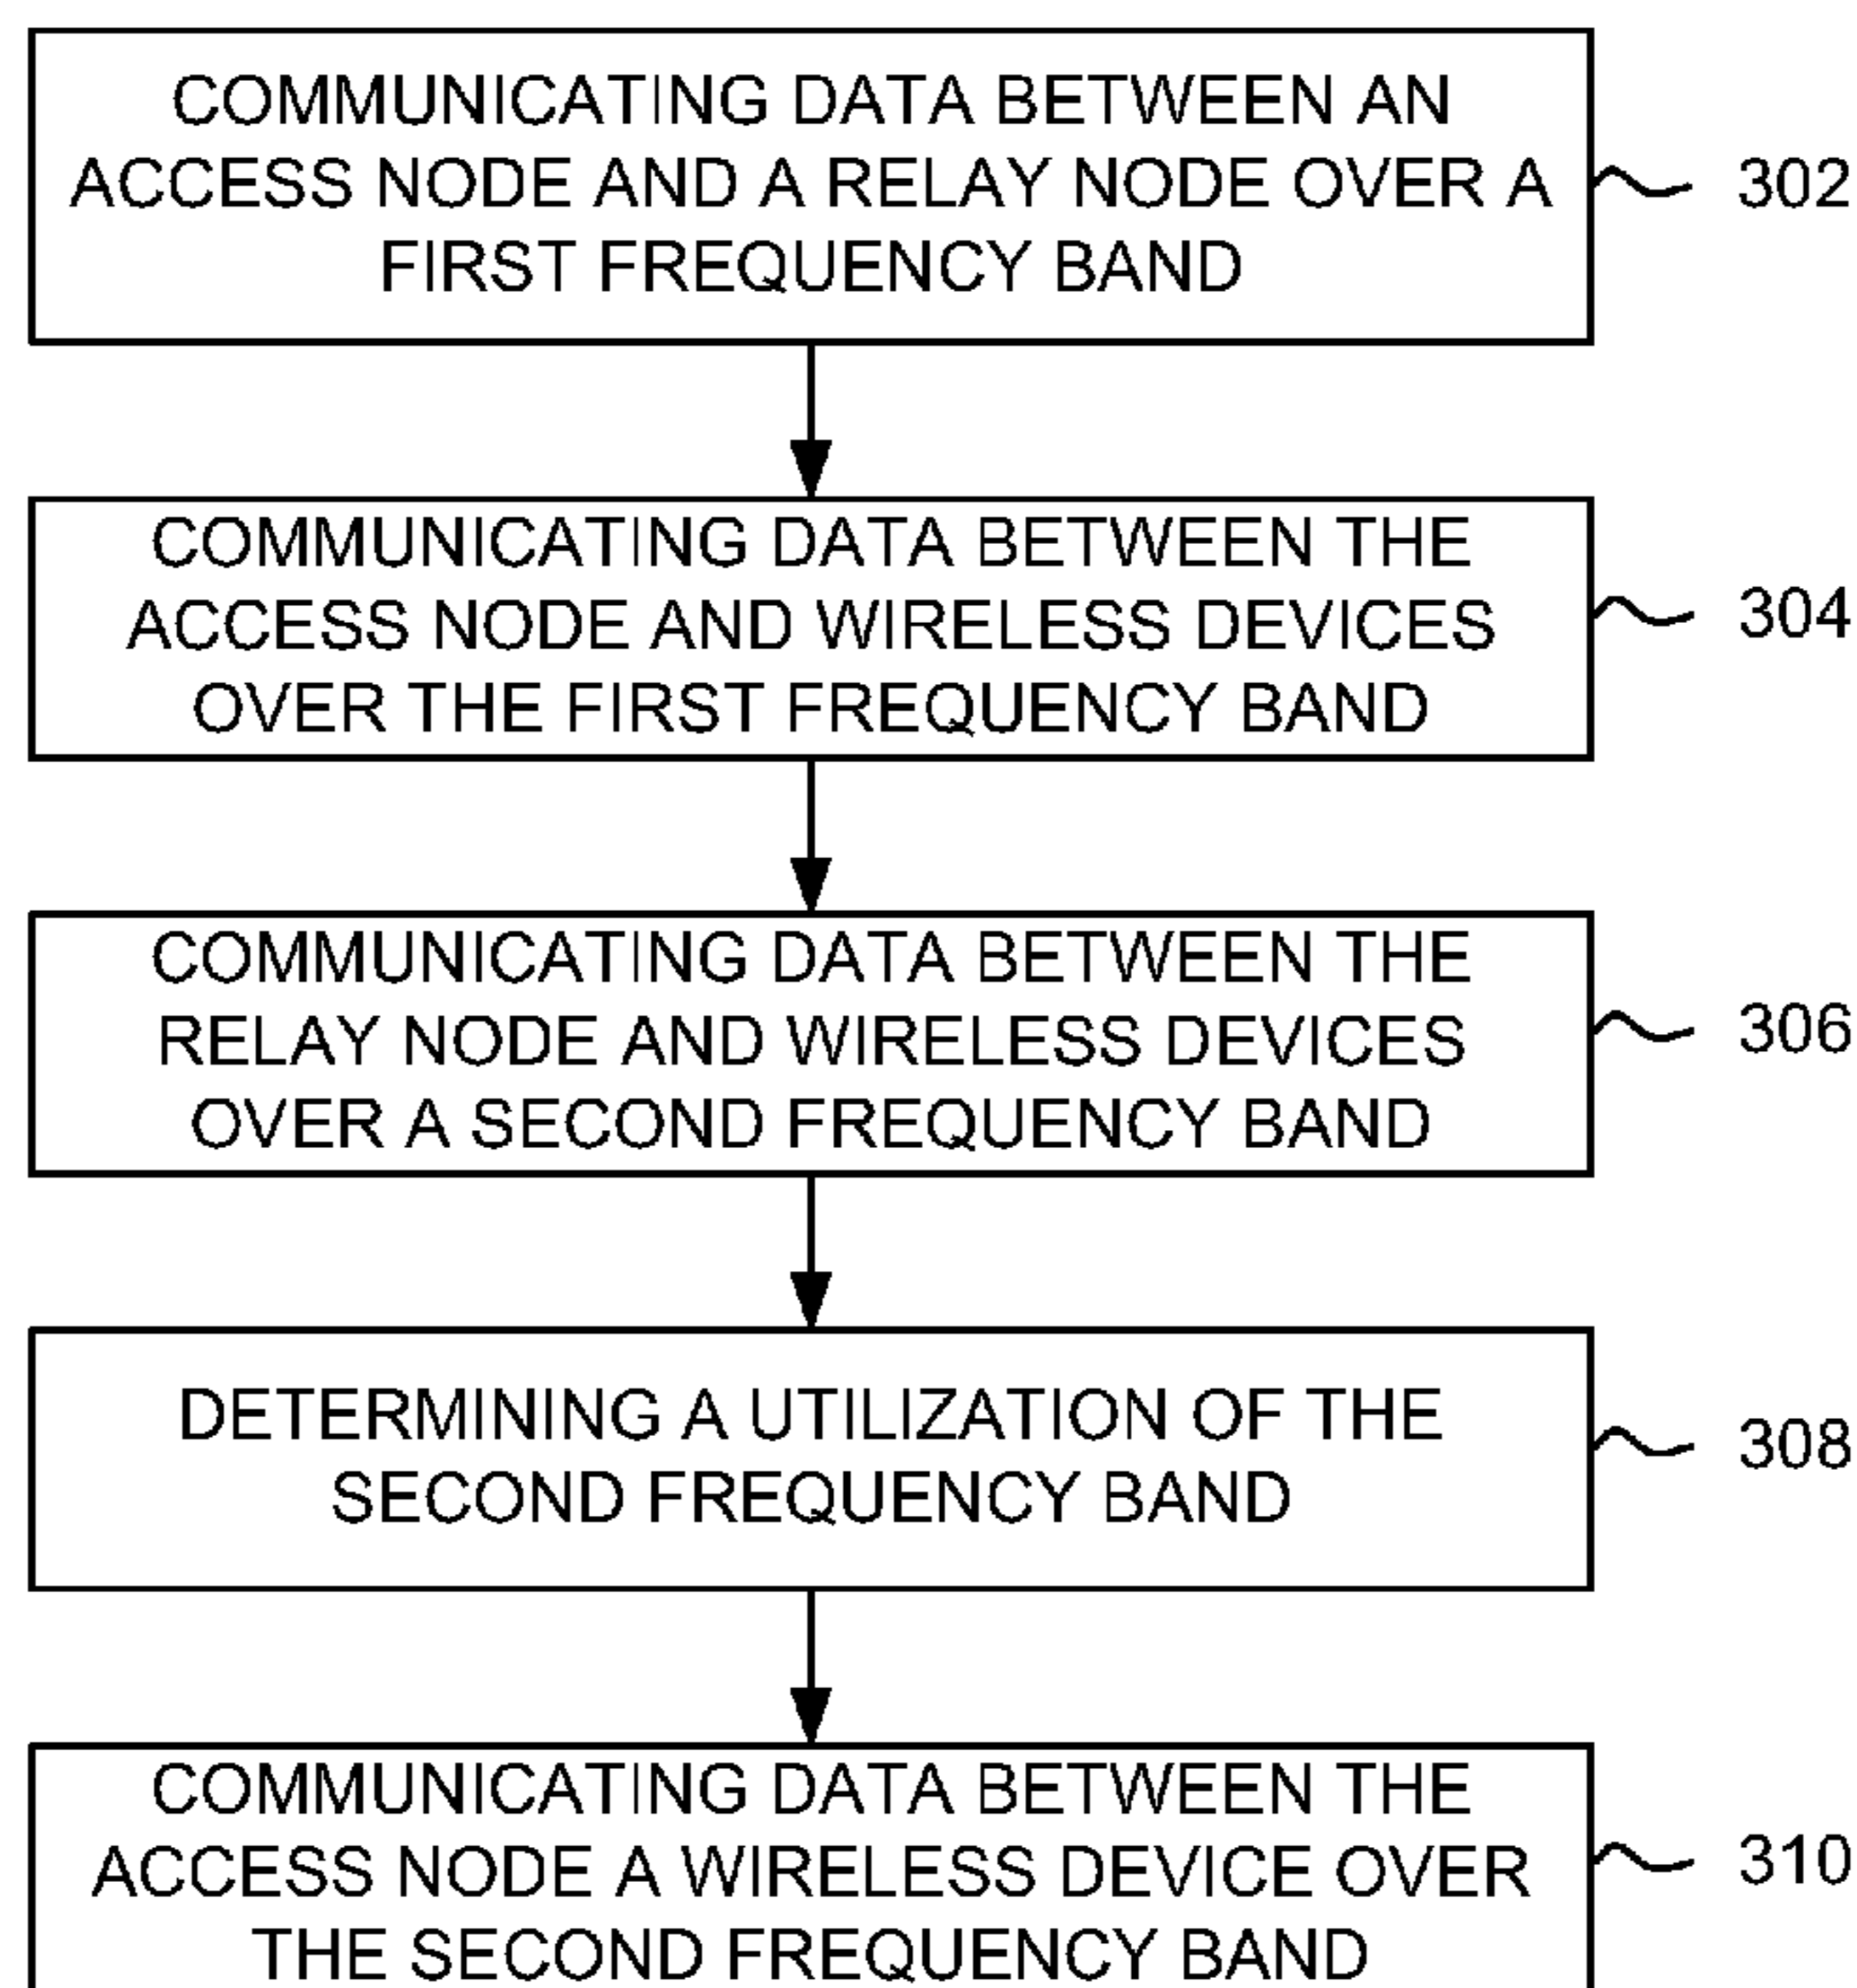 COMMUNICATING DATA BETWEEN AN
ACCESS NODE AND A RELAY NODE OVER A
FIRST FREQUENCY BAND
302
COMMUNICATING DATA BETWEEN THE
ACCESS NODE AND WIRELESS DEVICES
OVER THE FIRST FREQUENCY BAND
304
COMMUNICATING DATA BETWEEN THE
RELAY NODE AND WIRELESS DEVICES
OVER A SECOND FREQUENCY BAND
306
DETERMINING A UTILIZATION OF THE
SECOND FREQUENCY BAND
308
COMMUNICATING DATA BETWEEN THE
ACCESS NODE A WIRELESS DEVICE OVER
THE SECOND FREQUENCY BAND
310